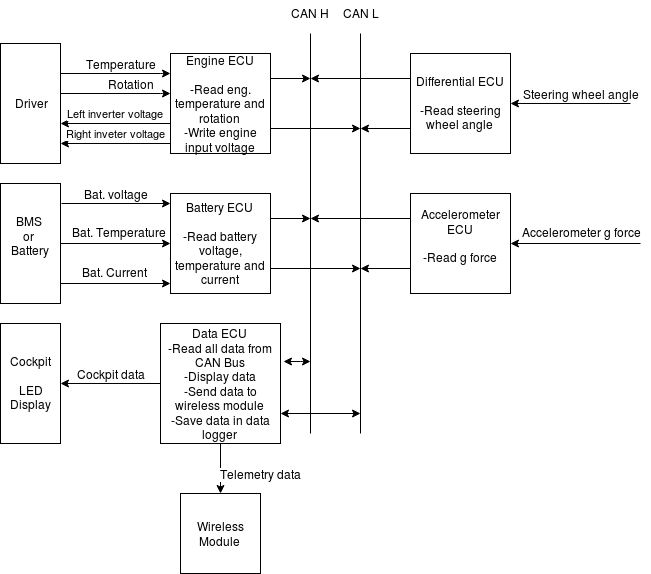 CAN H
CAN L
Driver
Temperature
Rotation
Left inverter voltage
Right inveter voltage
Engine ECU
-Read eng.
temperature and
rotation
-Write engine
input voltage
Differential ECU
-Read steering
wheel angle
Steering wheel angle
BMS
or
Battery
Bat. voltage
Bat. Temperature
Bat. Current
Battery ECU
-Read battery
voltage,
temperature and
current
Accelerometer
ECU
-Read g force
Accelerometer g force
Cockpit
LED
Display
Cockpit data
Data ECU
-Read all data from
CAN Bus
-Display data
-Send data to
wireless module
-Save data in data
logger
Telemetry data
Wireless
Module